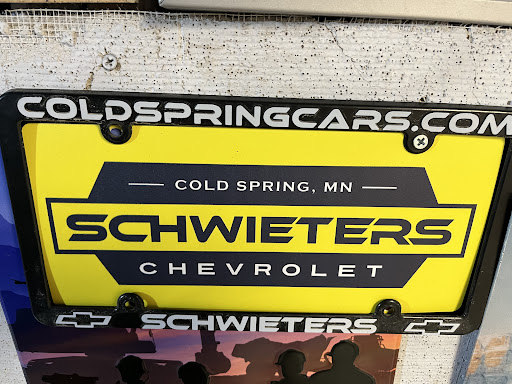 COLDSPRINGCARS.COM
COLD SPRING, MN
SCHWIETERS
CHEVROLET
SCHWIETERS